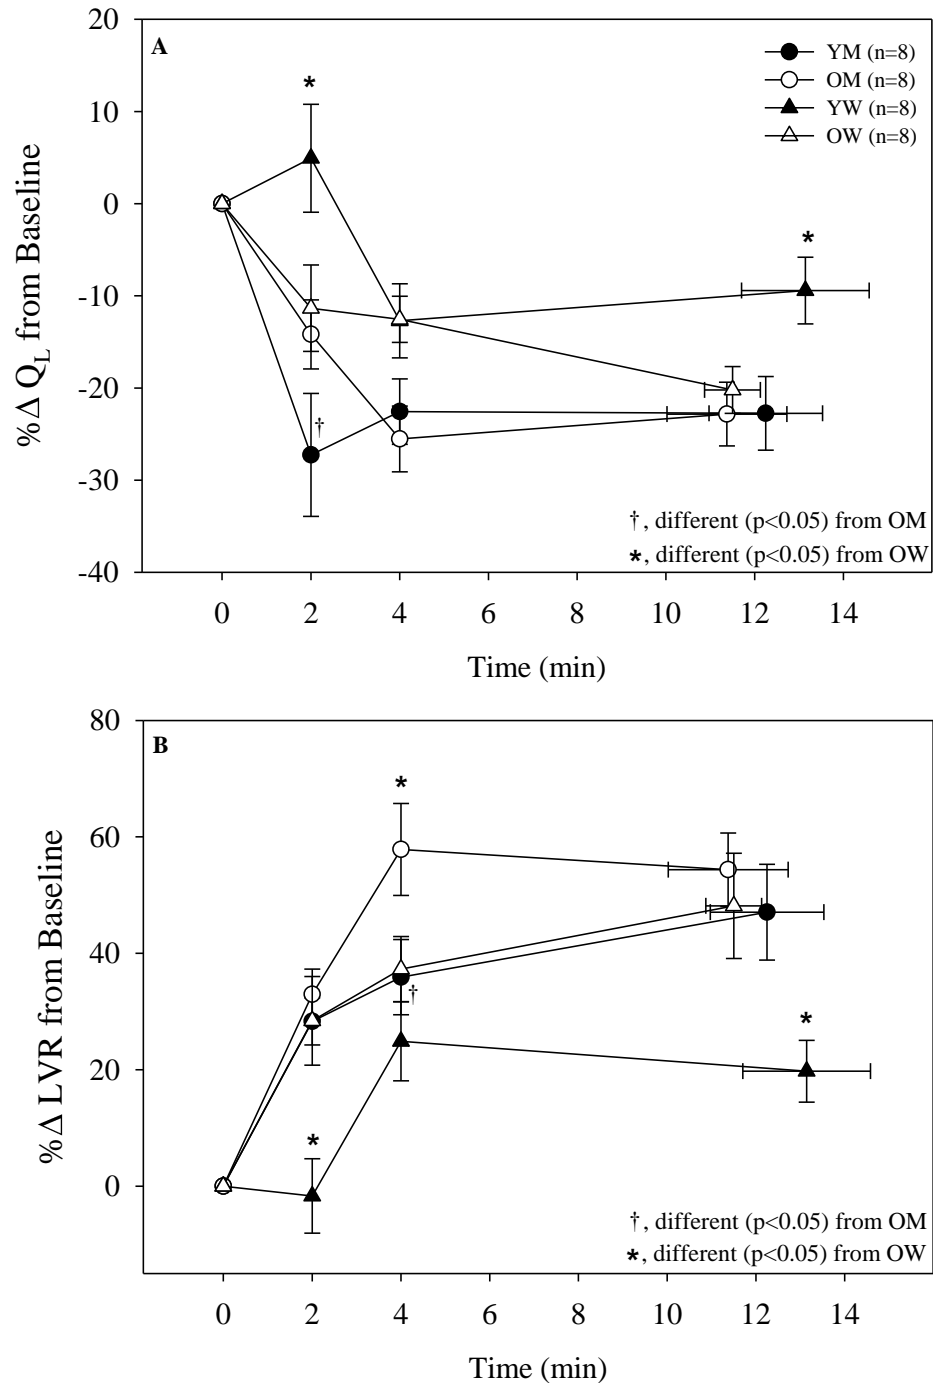 A
YM (n=8)
OM (n=8)
YW (n=8)
OW (n=8)
*
*
†
†, different (p<0.05) from OM
*, different (p<0.05) from OW
%Δ Q_L from Baseline
20
10
0
-10
-20
-30
-40
0 2 4 6 8 10 12 14
Time (min)
B
*
†
*
*
†, different (p<0.05) from OM
*, different (p<0.05) from OW
%Δ LVR from Baseline
80
60
40
20
0
0 2 4 6 8 10 12 14
Time (min)